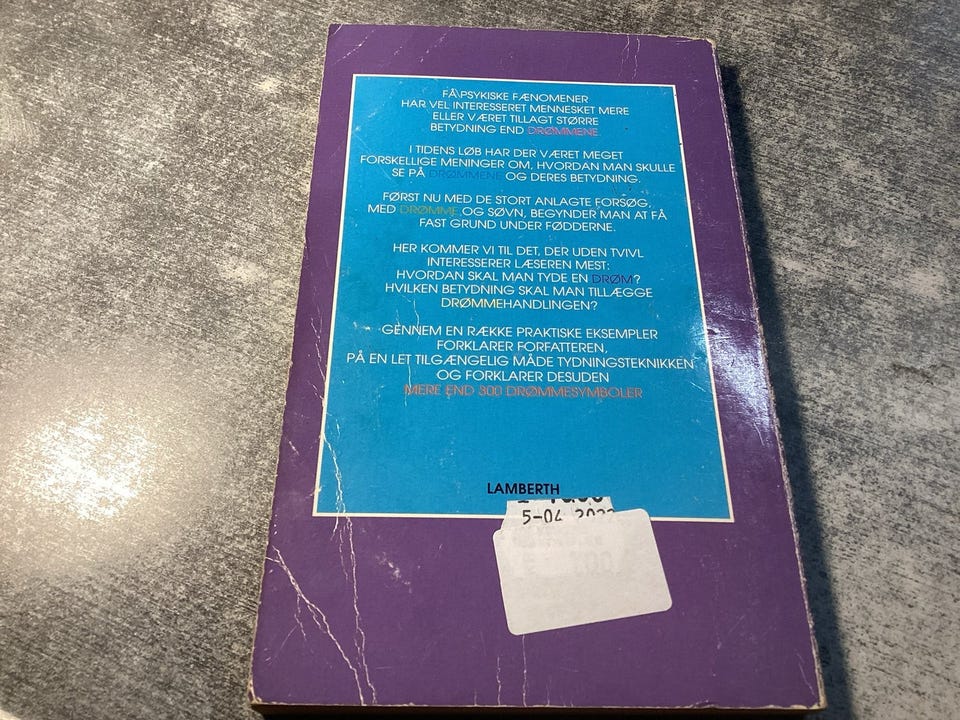 FÅ PSYKISKE FÆNOMENER
HAR VEL INTERESSERET MENNESKET MERE
ELLER VÆRET TILLAGT STØRRE
BETYDNING END DRØMMENE.
I TIDENS LØB HAR DER VÆRET MEGET
FORSKELLIGE MENINGER OM, HVORDAN MAN SKULLE
SE PÅ DRØMMENE OG DERES BETYDNING.
FØRST NU MED DE STORT ANLAGTE FORSØG,
MED DRØMME OG SØVN, BEGYNDER MAN AT FÅ
FAST GRUND UNDER FØDDERNE.
HER KOMMER VI TIL DET, DER UDEN TVIVL
INTERESSERER LÆSEREN MEST:
HVORDAN SKAL MAN TYDE EN DRØM?
HVILKEN BETYDNING SKAL MAN TILLÆGGE
DRØMMEHANDLINGEN?
GENNEM EN RÆKKE PRAKTISKE EKSEMPLER
FORKLARER FORFATTEREN,
PÅ EN LET TILGÆNGELIG MÅDE TYDNINGSTEKNIKKEN
OG FORKLARER DESUDEN
MERE END 300 DRØMMESYMBOLER
LAMBERTH
5-04